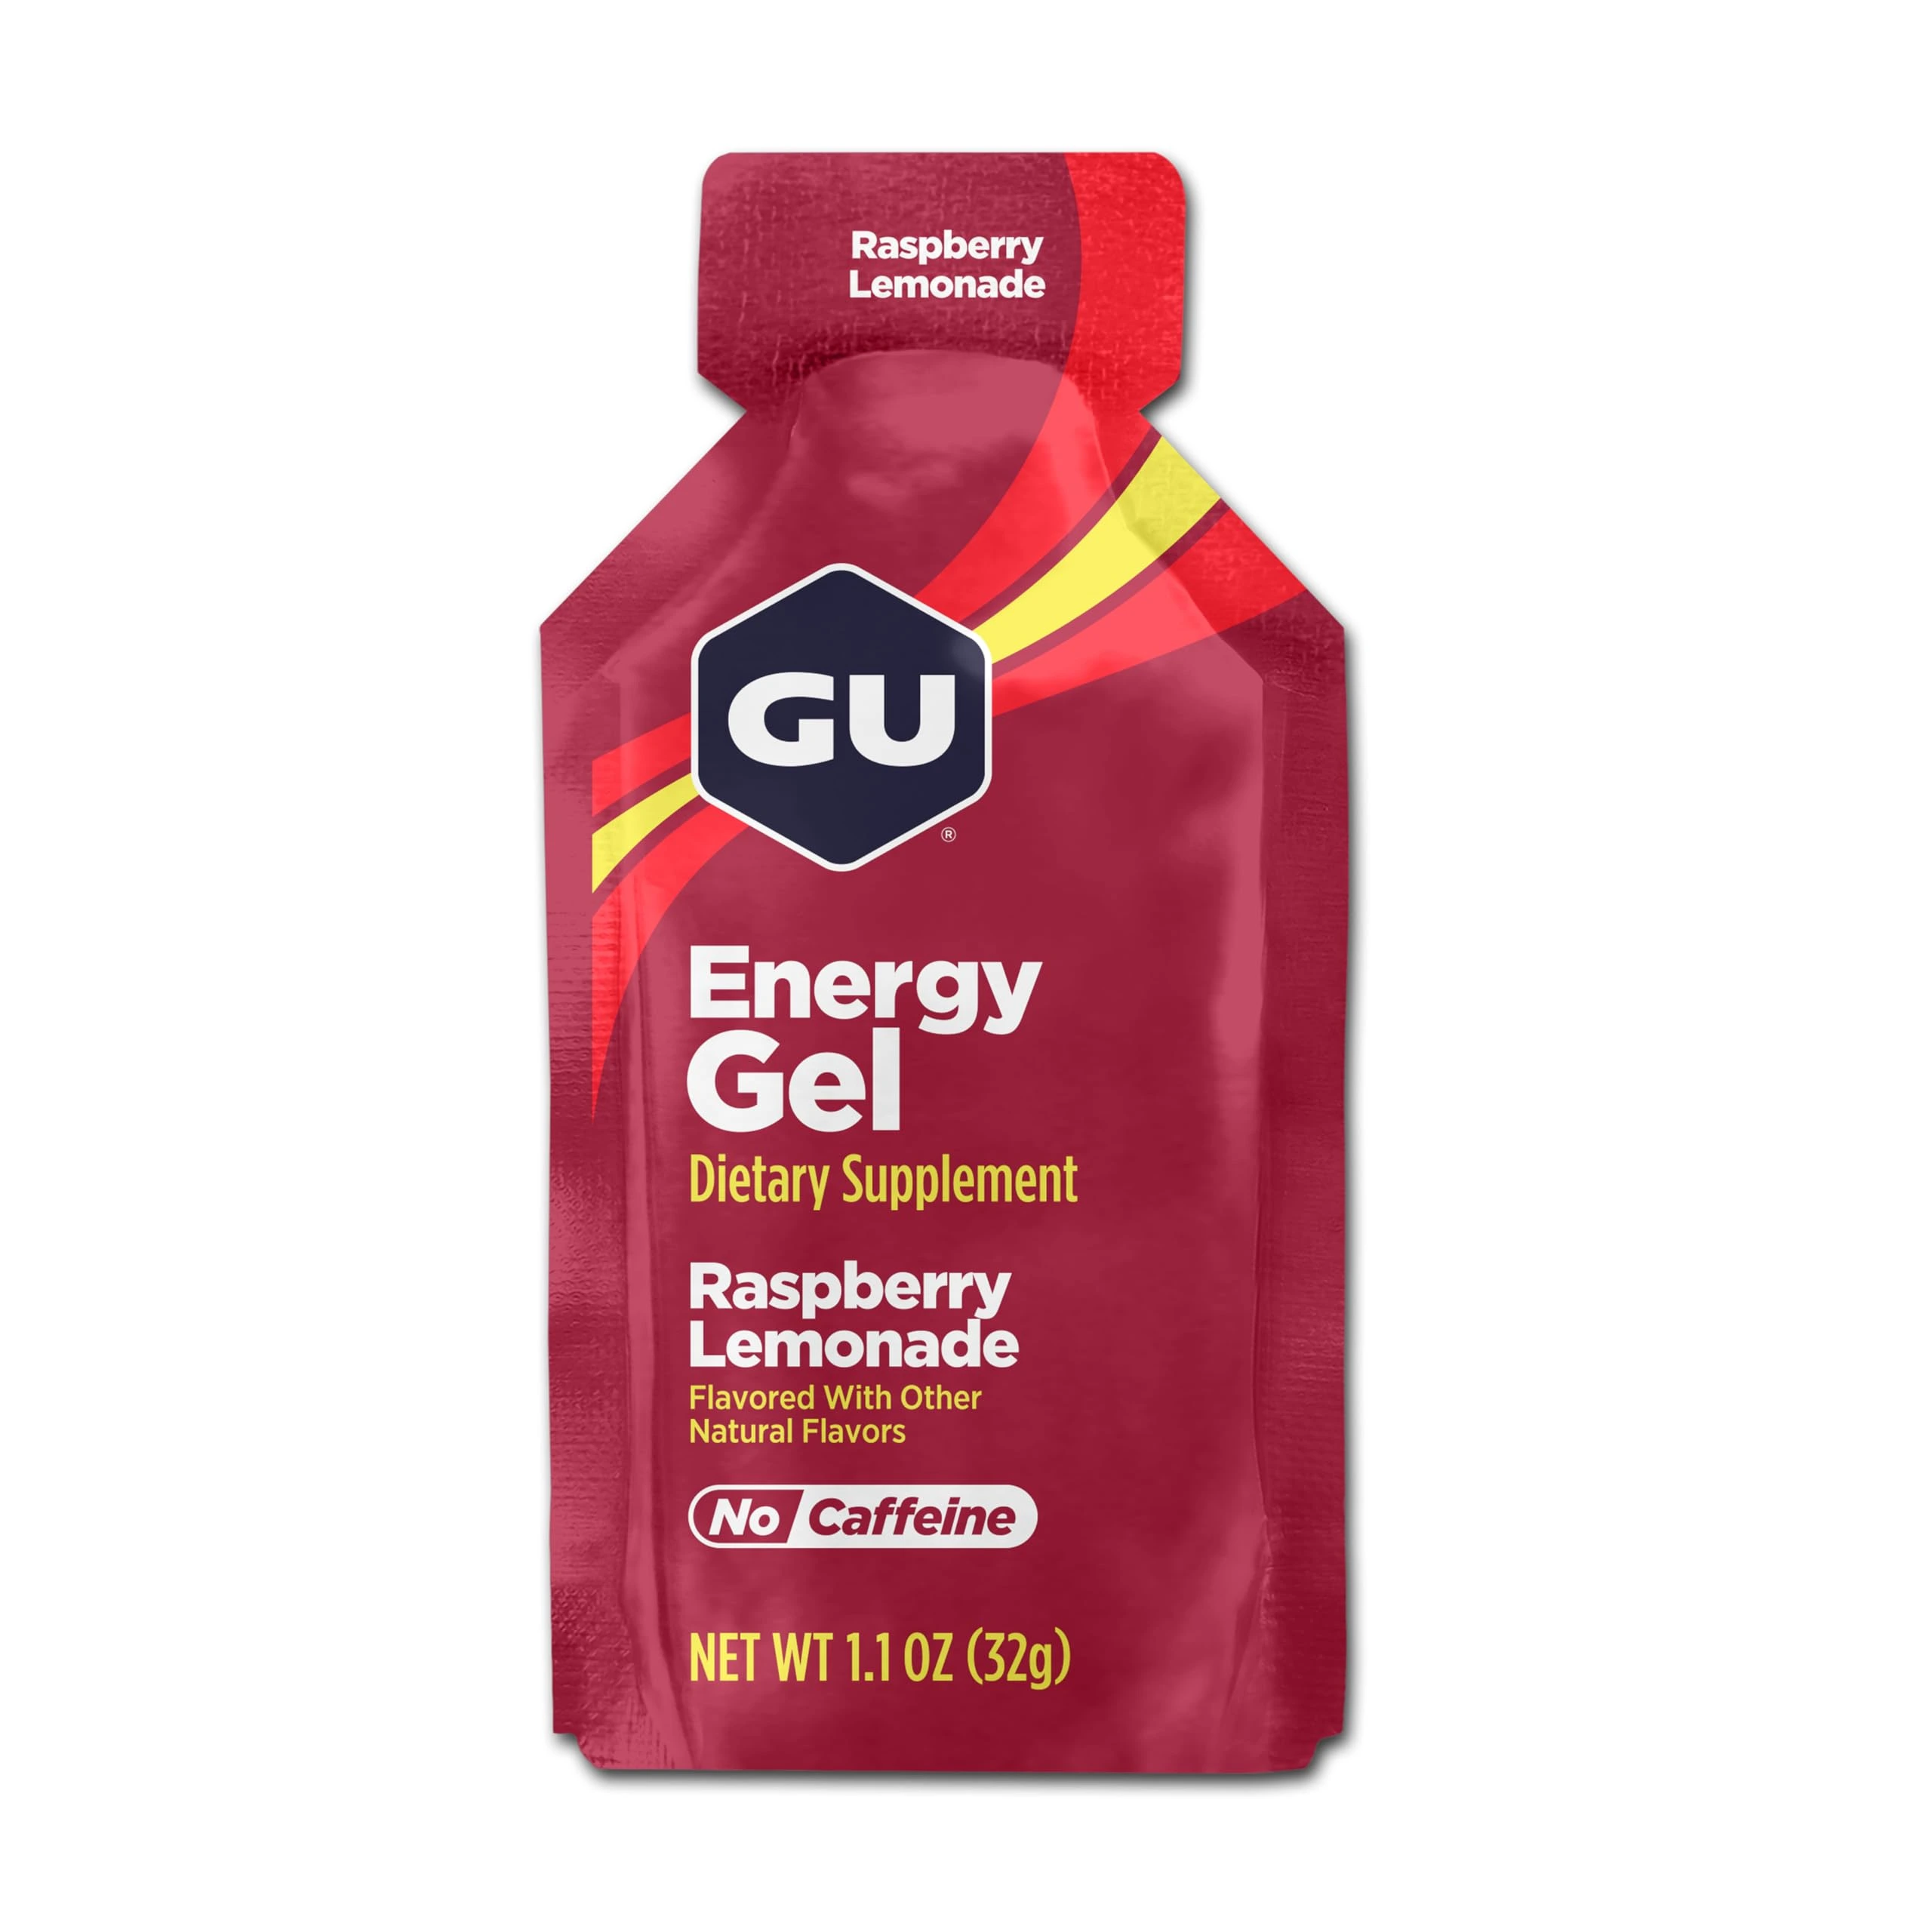 Raspberry
Lemonade
GU
®
Energy
Gel
Dietary Supplement
Raspberry
Lemonade
Flavored With Other
Natural Flavors
No Caffeine
NET WT 1.1 OZ (32g)